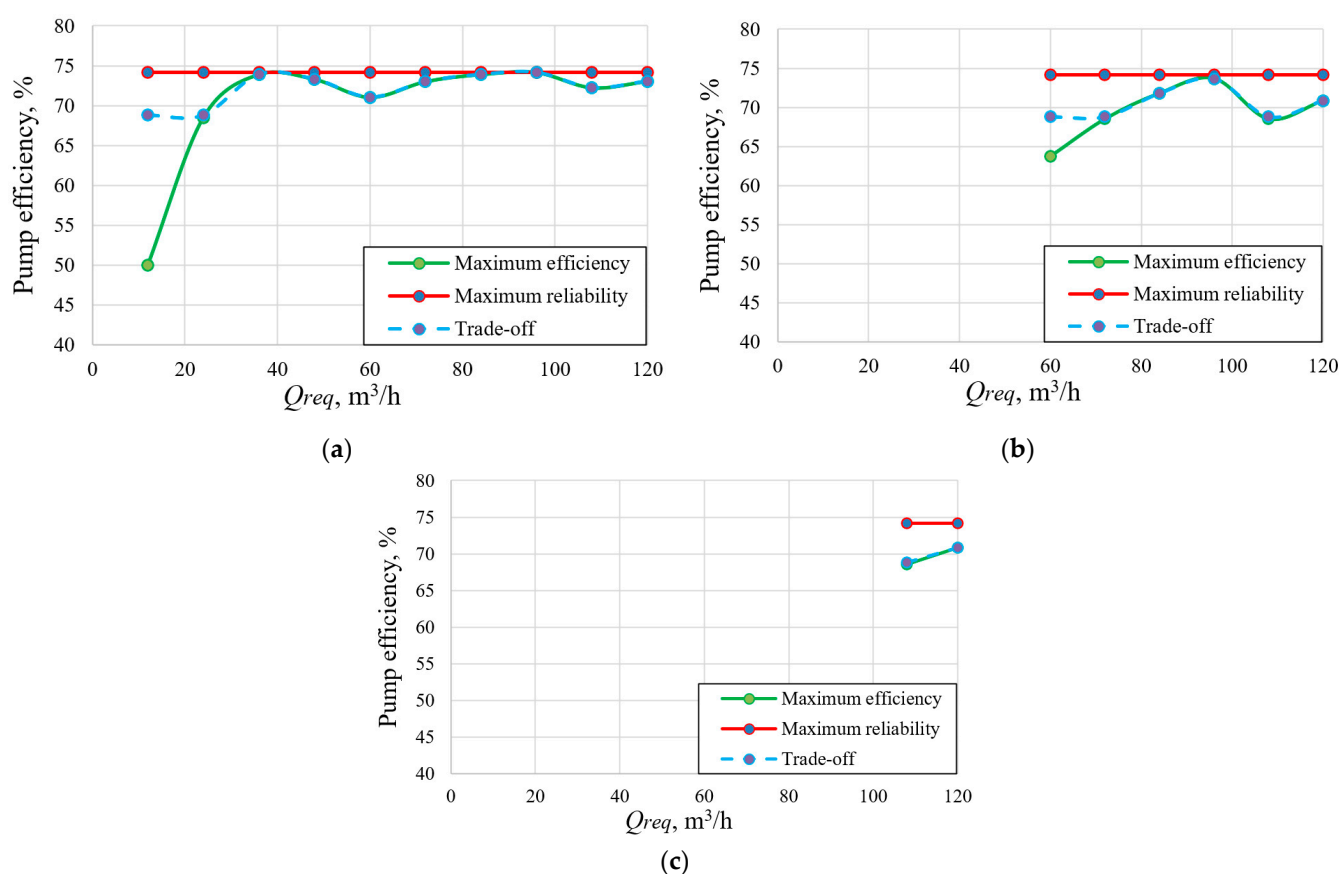 80
75
70
65
60
55
50
45
40
Pump efficiency, %
Maximum efficiency
Maximum reliability
Trade-off
0 20 40 60 80 100 120
Qreq, m³/h
(a)
80
75
70
65
60
55
50
45
40
Pump efficiency, %
Maximum efficiency
Maximum reliability
Trade-off
0 20 40 60 80 100 120
Qreq, m³/h
(b)
80
75
70
65
60
55
50
45
40
Pump efficiency, %
Maximum efficiency
Maximum reliability
Trade-off
0 20 40 60 80 100 120
Qreq, m³/h
(c)